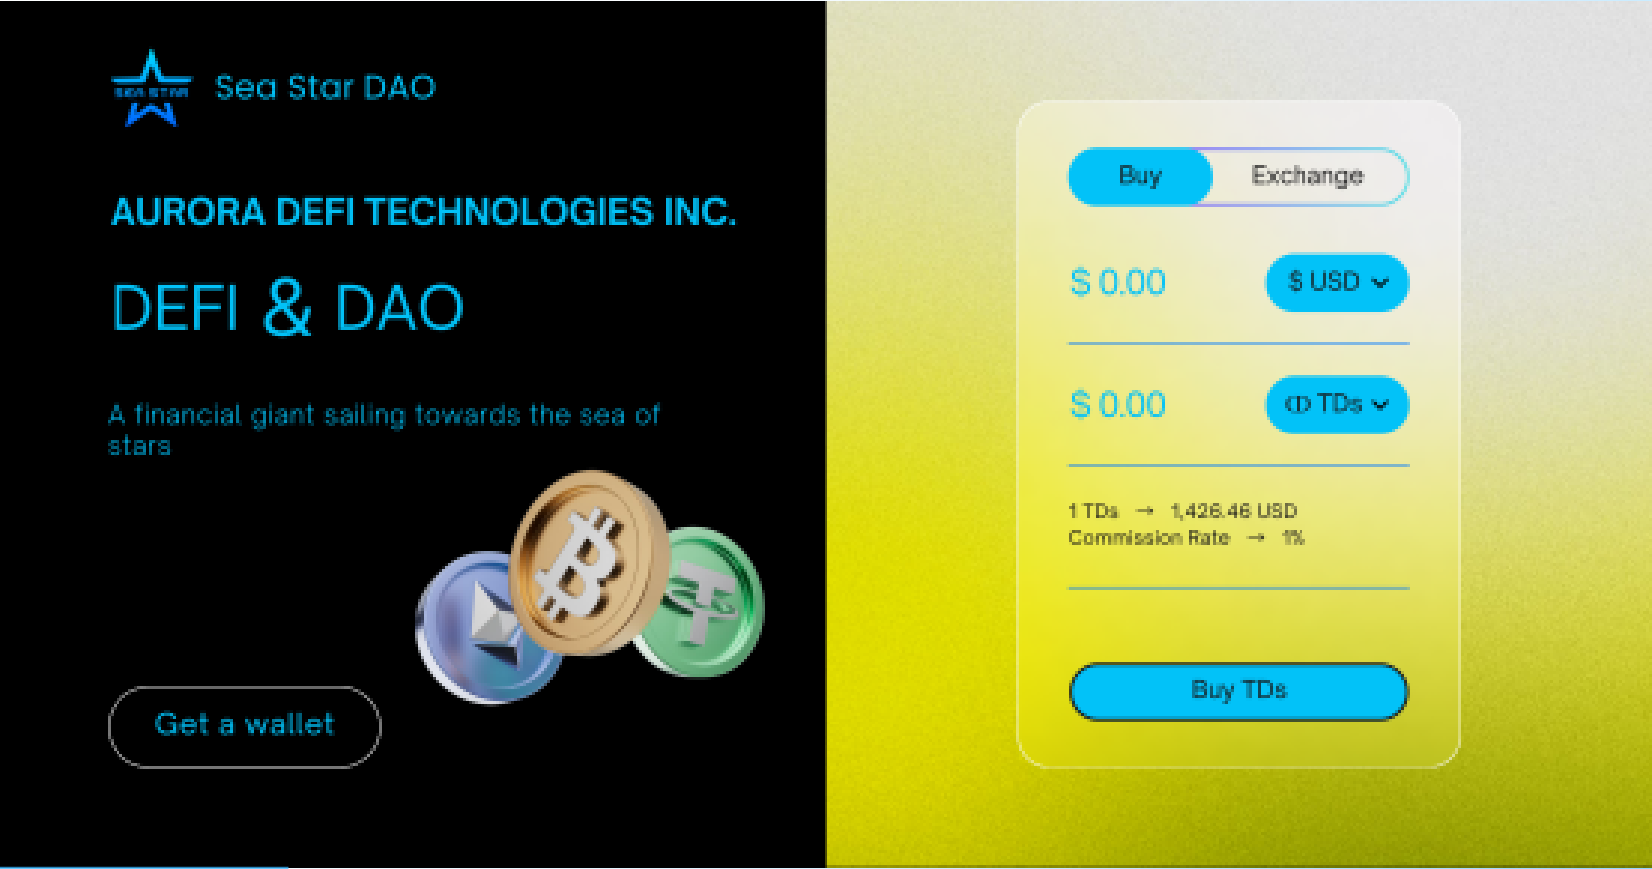 SEA STAR
Sea Star DAO
AURORA DEFI TECHNOLOGIES INC.
DEFI & DAO
A financial giant sailing towards the sea of
stars
Get a wallet
Buy Exchange
$ 0.00 $ USD
$ 0.00 TDs
1 TDs → 1,426.46 USD
Commission Rate → 1%
Buy TDs